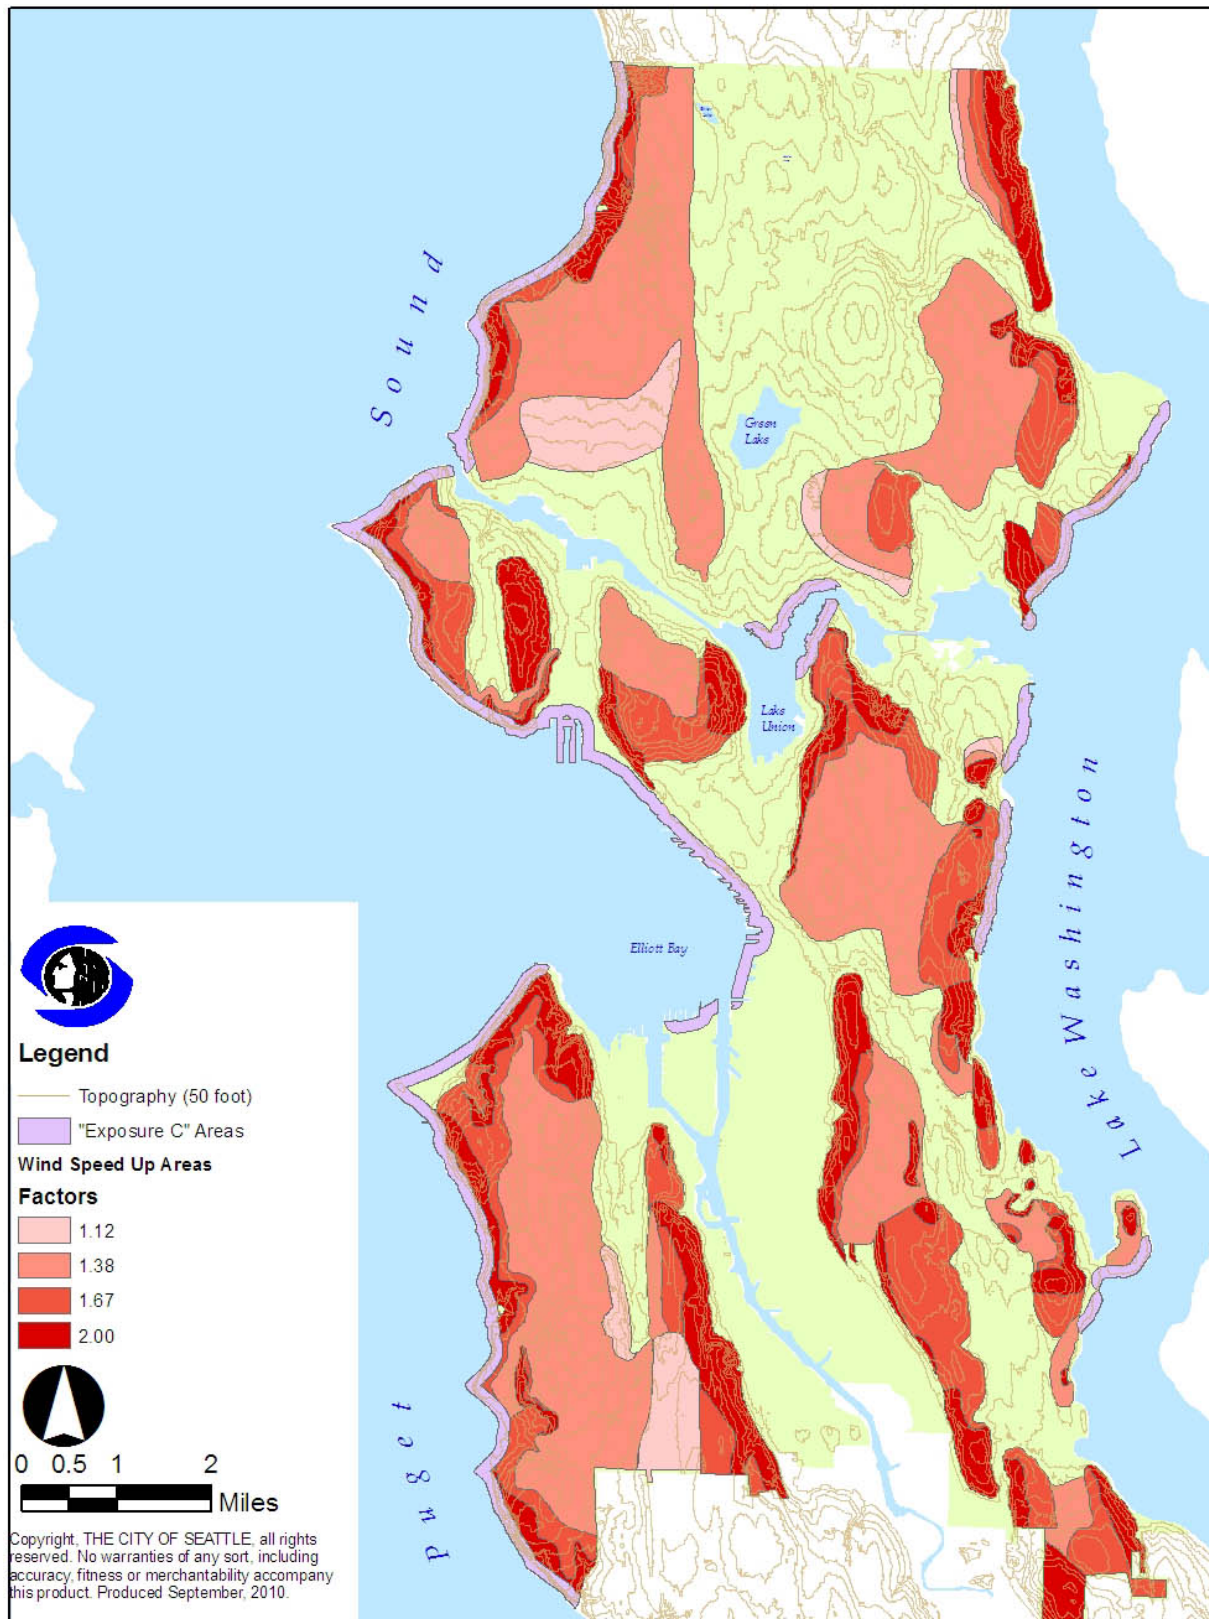 Sound
Green
Lake
Lake
Union
Elliott Bay
Lake Washington
Puget
Legend
Topography (50 foot)
"Exposure C" Areas
Wind Speed Up Areas
Factors
1.12
1.38
1.67
2.00
0 0.5 1 2
Miles
Copyright, THE CITY OF SEATTLE, all rights
reserved. No warranties of any sort, including
accuracy, fitness or merchantability accompany
this product. Produced September, 2010.